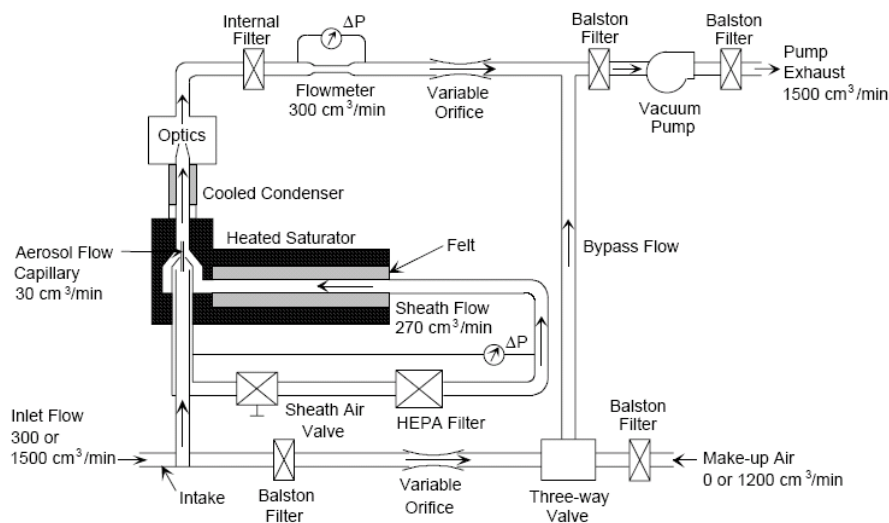 Internal
Filter
ΔP
Flowmeter
300 cm³/min
Variable
Orifice
Balston
Filter
Vacuum
Pump
Balston
Filter
Pump
Exhaust
1500 cm³/min
Optics
Cooled Condenser
Heated Saturator
Felt
Aerosol Flow
Capillary
30 cm³/min
Bypass Flow
Sheath Flow
270 cm³/min
ΔP
Sheath Air
Valve
HEPA Filter
Inlet Flow
300 or
1500 cm³/min
Intake
Balston
Filter
Variable
Orifice
Three-way
Valve
Balston
Filter
Make-up Air
0 or 1200 cm³/min